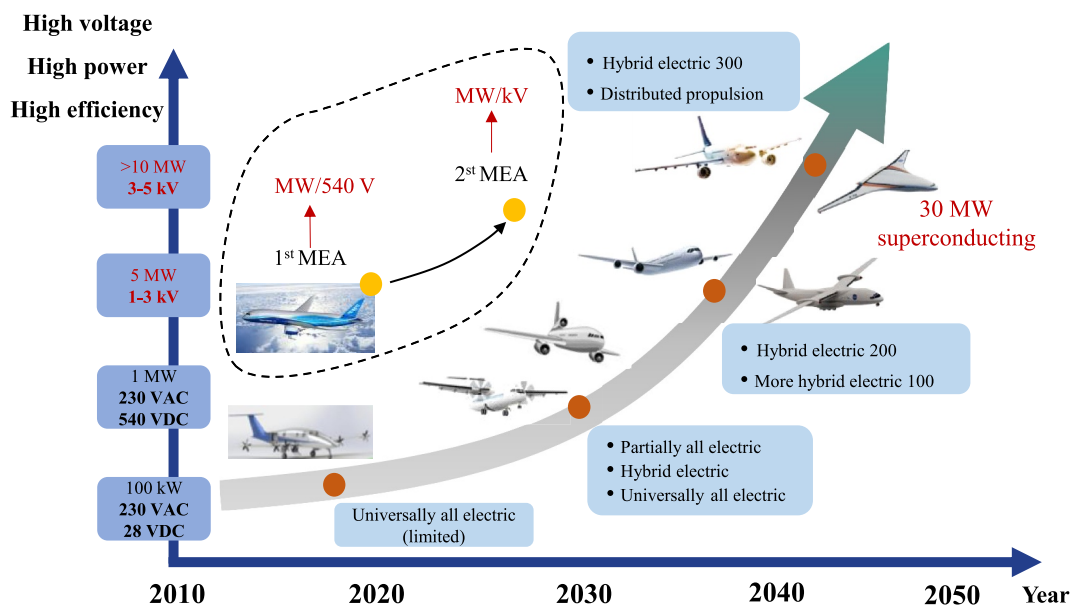 High voltage
High power
High efficiency
>10 MW
3-5 kV
5 MW
1-3 kV
1 MW
230 VAC
540 VDC
100 kW
230 VAC
28 VDC
MW/540 V
1st MEA
MW/kV
2st MEA
• Hybrid electric 300
• Distributed propulsion
30 MW
superconducting
• Hybrid electric 200
• More hybrid electric 100
• Partially all electric
• Hybrid electric
• Universally all electric
Universally all electric
(limited)
2010
2020
2030
2040
2050
Year